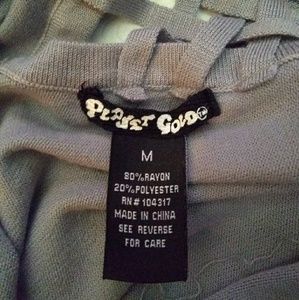 PLANET GOLD
M
80%RAYON
20%POLYESTER
RN# 104317
MADE IN CHINA
SEE REVERSE
FOR CARE